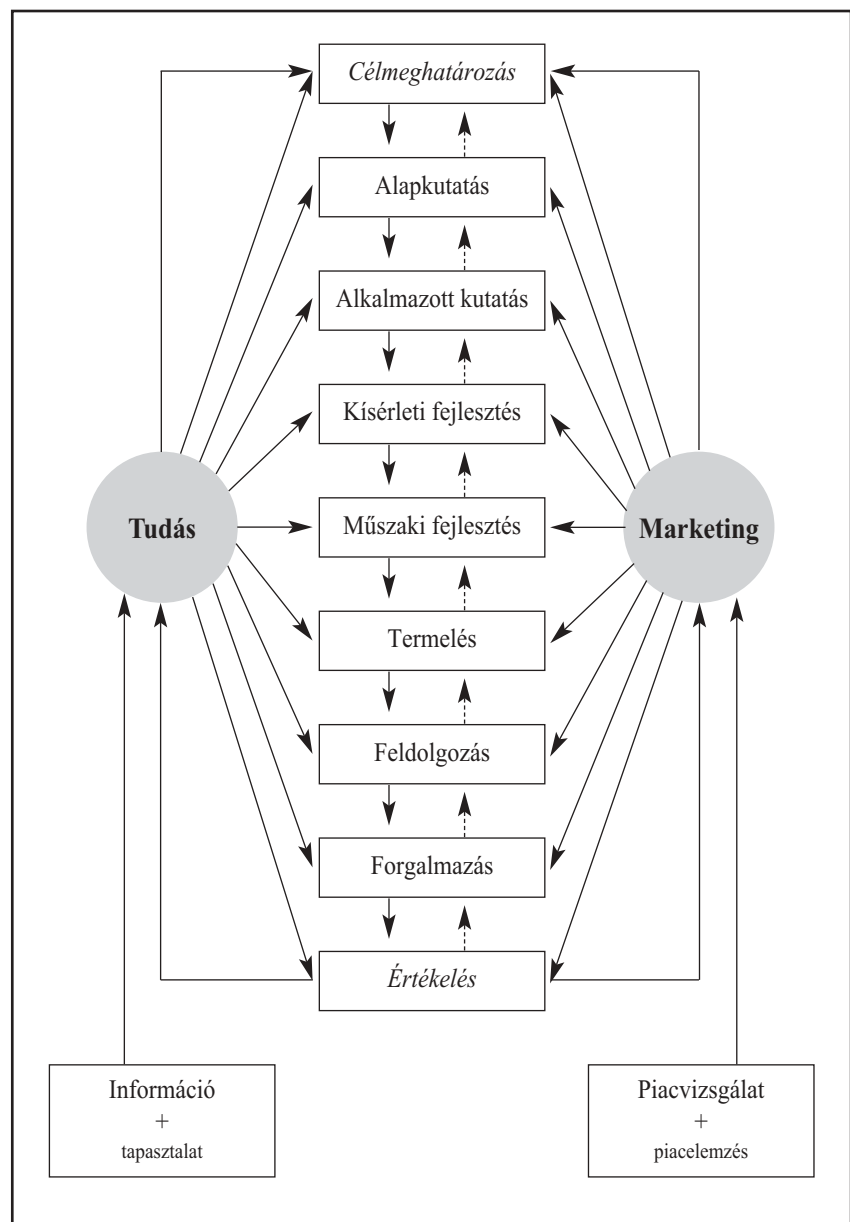 Célmeghatározás
Alapkutatás
Alkalmazott kutatás
Kísérleti fejlesztés
Tudás
Műszaki fejlesztés
Marketing
Termelés
Feldolgozás
Forgalmazás
Értékelés
Információ
+
tapasztalat
Piacvizsgálat
+
piacelemzés